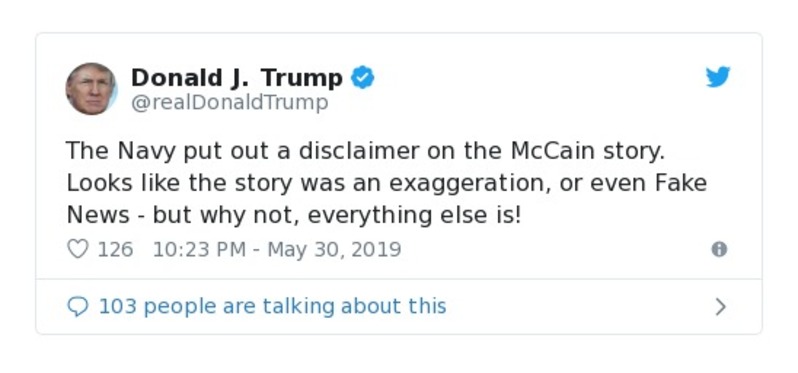 Donald J. Trump
@realDonaldTrump
The Navy put out a disclaimer on the McCain story.
Looks like the story was an exaggeration, or even Fake
News - but why not, everything else is!
126 10:23 PM - May 30, 2019
103 people are talking about this